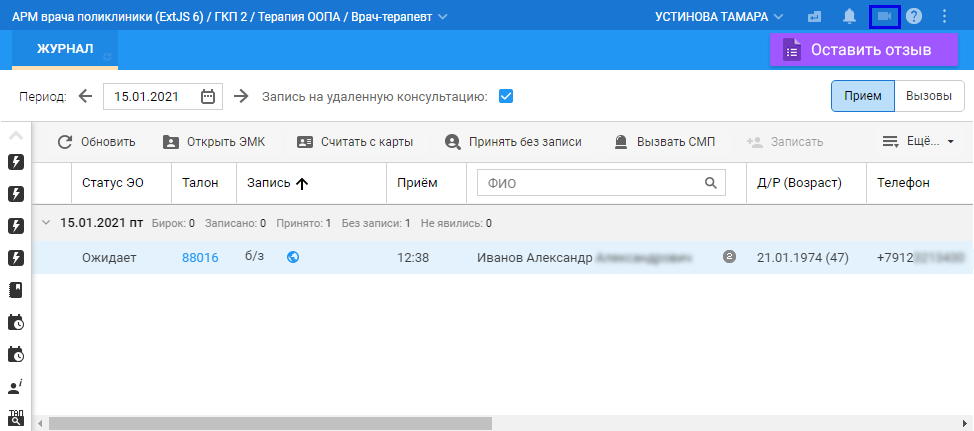 АРМ врача поликлиники (ExtJS 6) / ГКП 2 / Терапия ООПА / Врач-терапевт УСТИНОВА ТАМАРА ?
ЖУРНАЛ Оставить отзыв
Период: 15.01.2021 Запись на удаленную консультацию: Прием Вызовы
Обновить Открыть ЭМК Считать с карты Принять без записи Вызвать СМП Записать Ещё...
Статус ЭО Талон Запись Приём ФИО Д/Р (Возраст) Телефон
15.01.2021 пт Бирок: 0 Записано: 0 Принято: 1 Без записи: 1 Не явились: 0
Ожидает 88016 б/з 12:38 Иванов Александр 2 21.01.1974 (47) +7912
ТАП